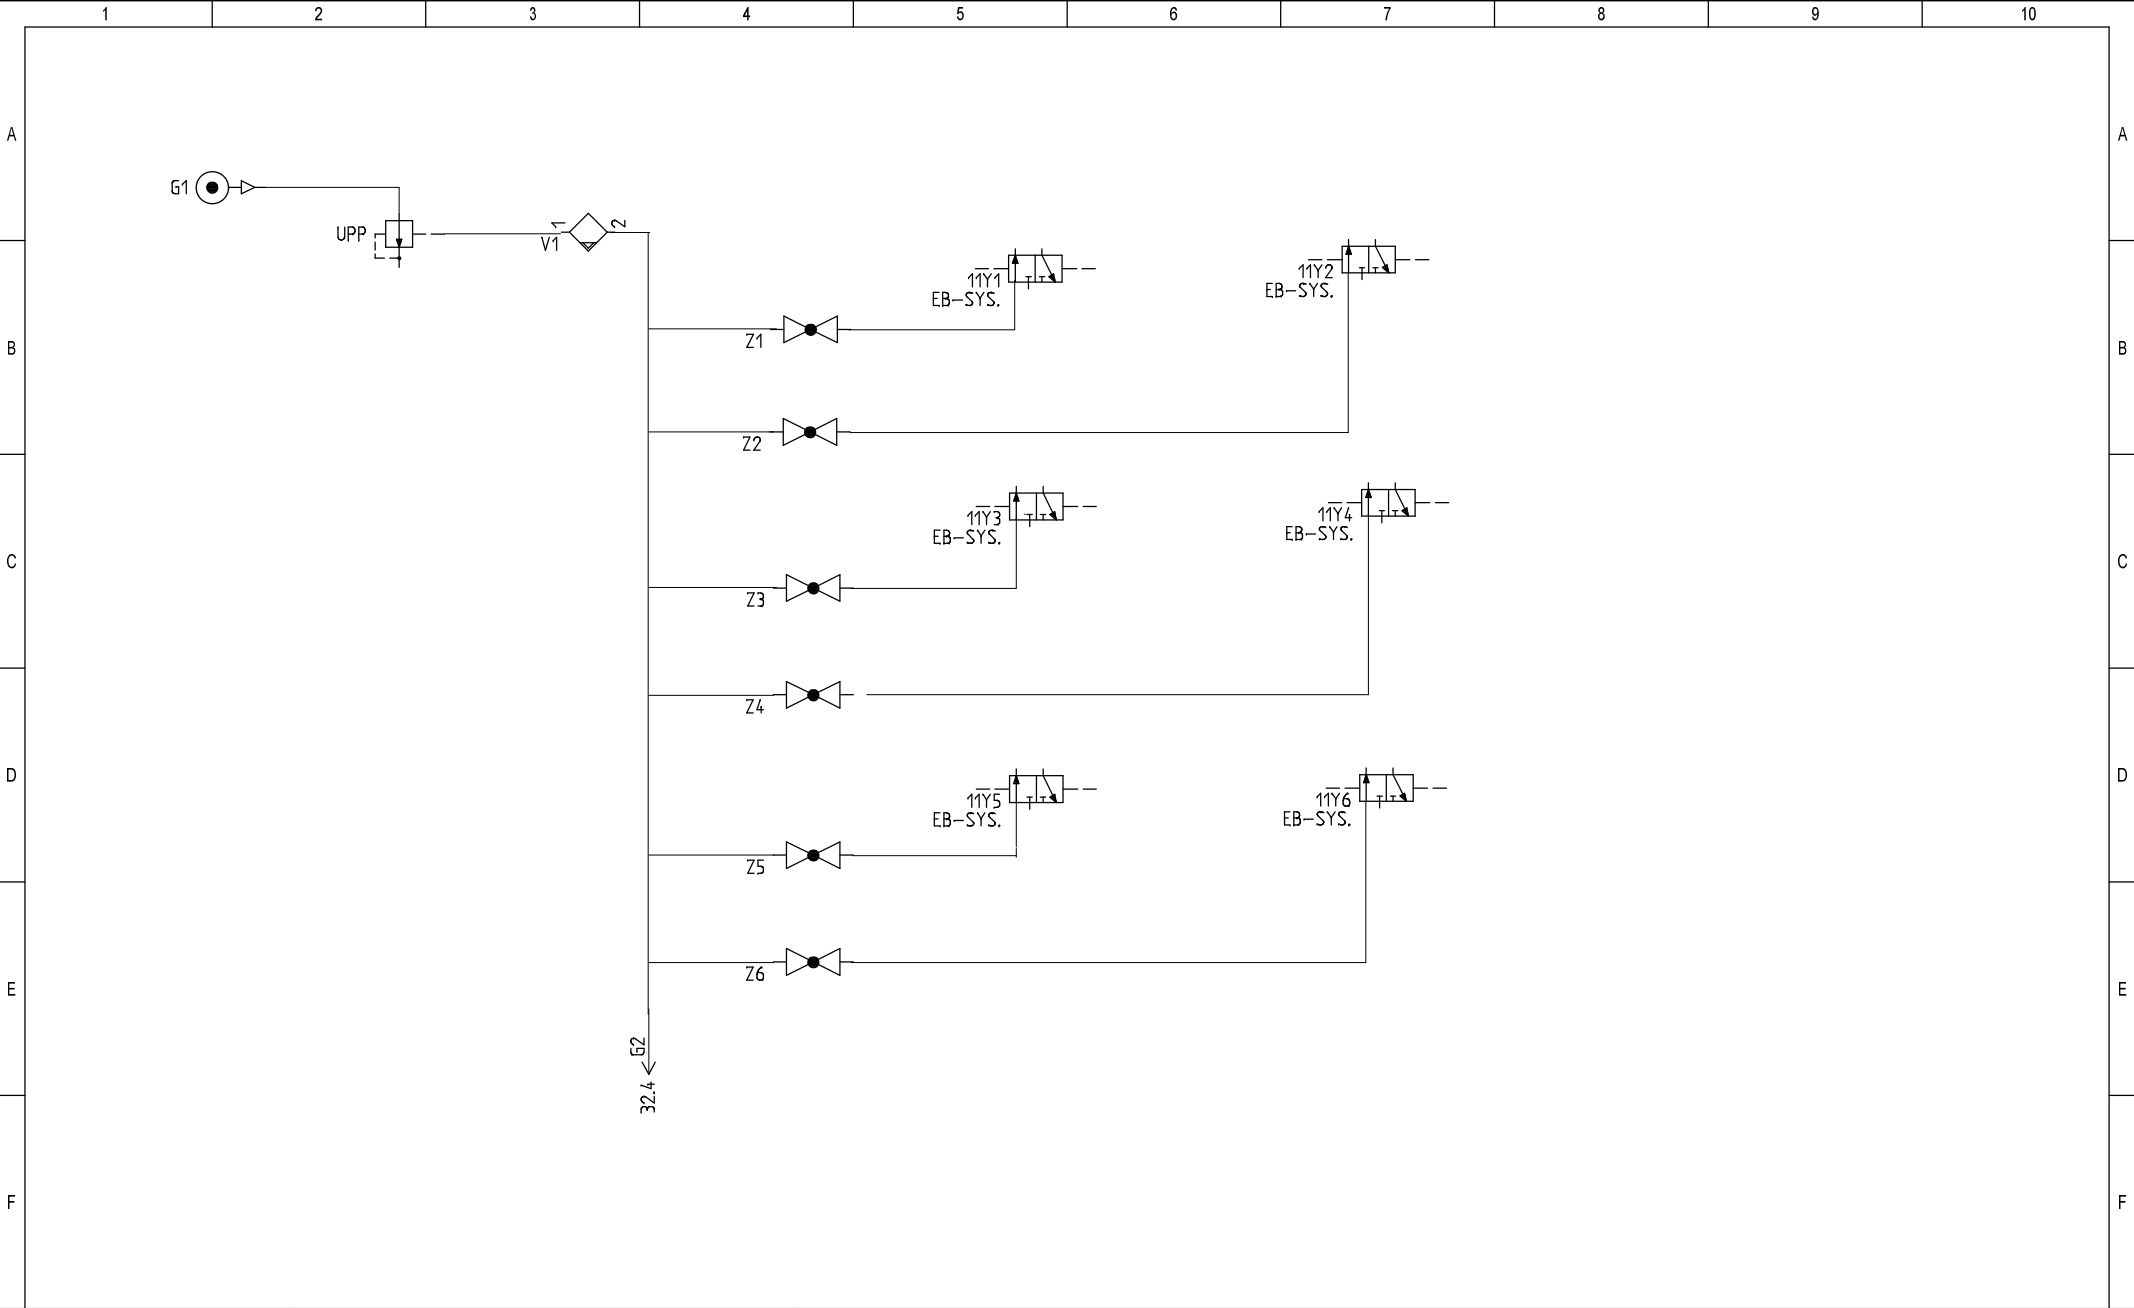 1 2 3 4 5 6 7 8 9 10
A A
G1
UPP
1 2
V1
11Y1
EB-SYS.
11Y2
EB-SYS.
Z1
B B
Z2
11Y3
EB-SYS.
11Y4
EB-SYS.
C C
Z3
Z4
D D
11Y5
EB-SYS.
11Y6
EB-SYS.
Z5
Z6
E E
G2
32.4
F F